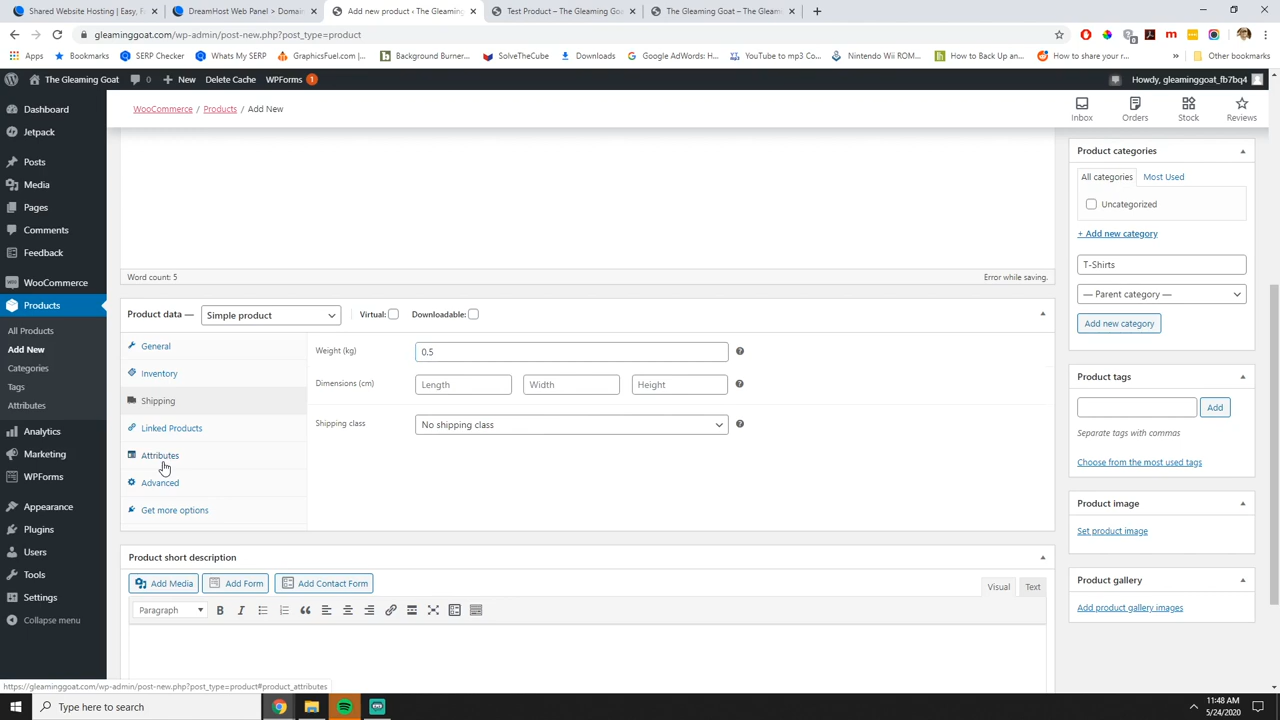 Shared Website Hosting | Easy, F
DreamHost Web Panel > Domain
Add new product ‹ The Gleaming
Test Product – The Gleaming Goat
The Gleaming Goat – The Gleami
gleaminggoat.com/wp-admin/post-new.php?post_type=product
Apps
Bookmarks
SERP Checker
Whats My SERP
GraphicsFuel.com |...
Background Burner...
SolveTheCube
Downloads
Google AdWords: H...
YouTube to mp3 Co...
Nintendo Wii ROM...
How to Back Up an...
How to share your r...
»
Other bookmarks
The Gleaming Goat
0
New
Delete Cache
WPForms
1
Howdy, gleaminggoat_fb7bq4
WooCommerce / Products / Add New
Inbox
Orders
Stock
Reviews
Dashboard
Jetpack
Posts
Media
Pages
Comments
Feedback
WooCommerce
Products
All Products
Add New
Categories
Tags
Attributes
Analytics
Marketing
WPForms
Appearance
Plugins
Users
Tools
Settings
Collapse menu
Word count: 5
Error while saving.
Product data —
Simple product
Virtual:
Downloadable:
General
Inventory
Shipping
Linked Products
Attributes
Advanced
Get more options
Weight (kg)
0.5
Dimensions (cm)
Length
Width
Height
Shipping class
No shipping class
Product short description
Add Media
Add Form
Add Contact Form
Visual
Text
Paragraph
B
I
Product categories
All categories
Most Used
Uncategorized
+ Add new category
T-Shirts
— Parent category —
Add new category
Product tags
Add
Separate tags with commas
Choose from the most used tags
Product image
Set product image
Product gallery
Add product gallery images
https://gleaminggoat.com/wp-admin/post-new.php?post_type=product#product_attributes
Type here to search
11:48 AM
5/24/2020